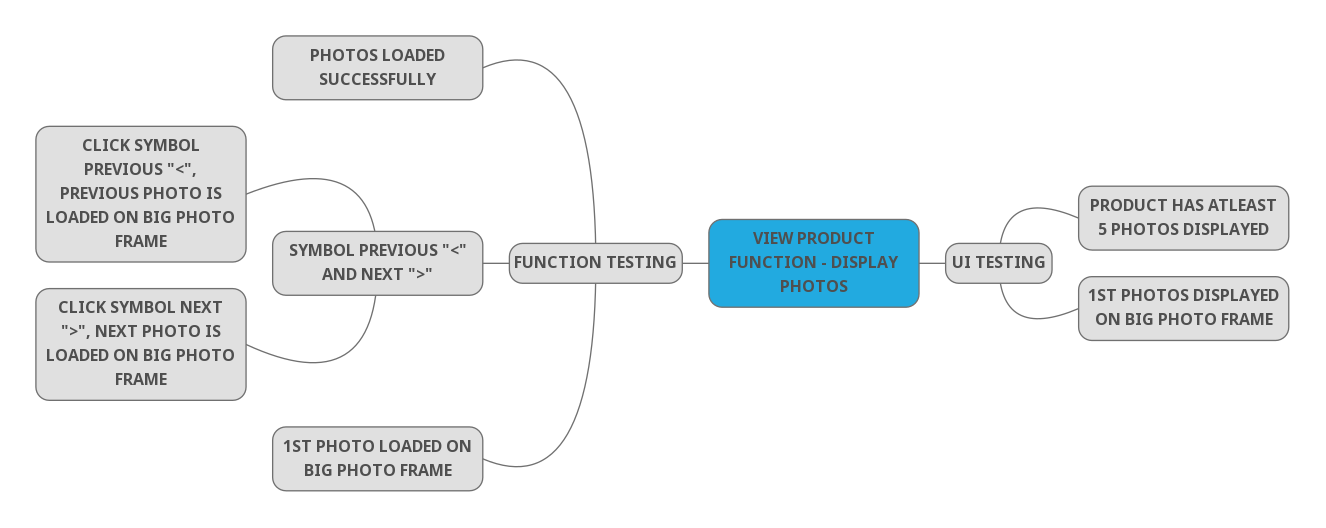 PHOTOS LOADED
SUCCESSFULLY
CLICK SYMBOL
PREVIOUS "<",
PREVIOUS PHOTO IS
LOADED ON BIG PHOTO
FRAME
SYMBOL PREVIOUS "<"
AND NEXT ">"
CLICK SYMBOL NEXT
">", NEXT PHOTO IS
LOADED ON BIG PHOTO
FRAME
1ST PHOTO LOADED ON
BIG PHOTO FRAME
FUNCTION TESTING
VIEW PRODUCT
FUNCTION - DISPLAY
PHOTOS
UI TESTING
PRODUCT HAS ATLEAST
5 PHOTOS DISPLAYED
1ST PHOTOS DISPLAYED
ON BIG PHOTO FRAME